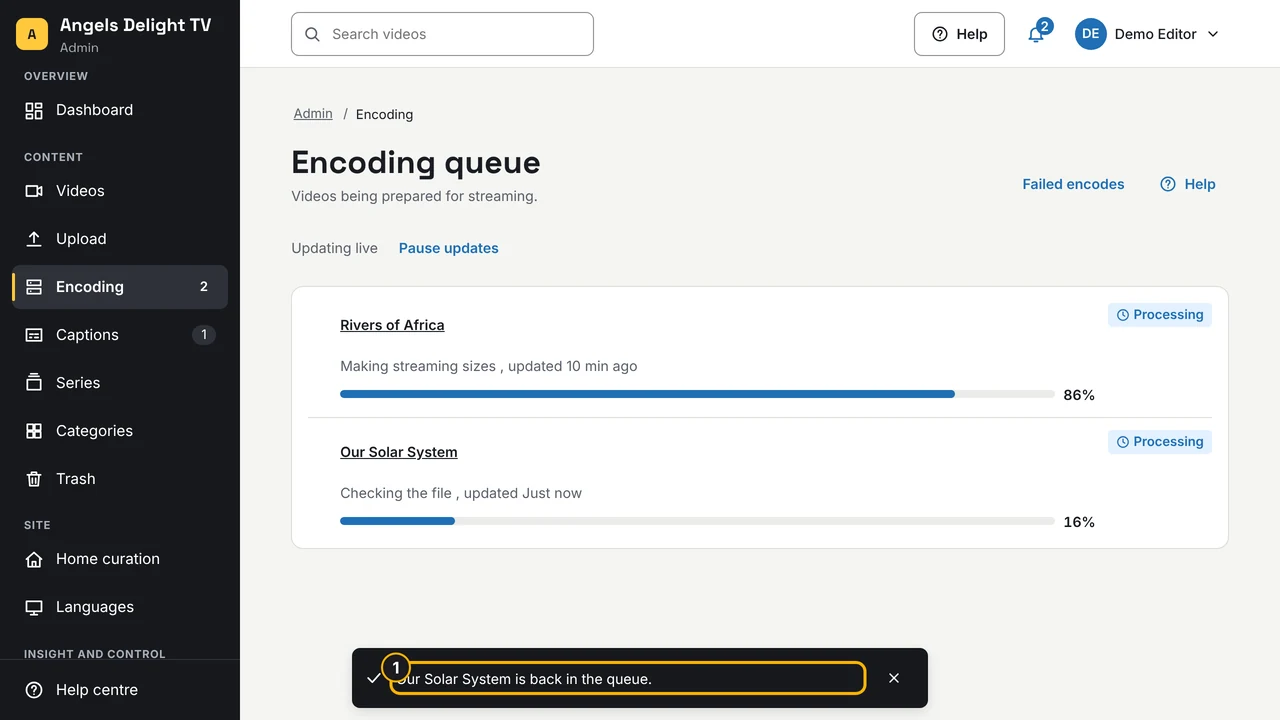 A
Angels Delight TV
Admin
OVERVIEW
Dashboard
CONTENT
Videos
Upload
Encoding 2
Captions 1
Series
Categories
Trash
SITE
Home curation
Languages
INSIGHT AND CONTROL
Help centre
Search videos
Help
2
DE Demo Editor
Admin / Encoding
Encoding queue
Videos being prepared for streaming.
Failed encodes
Help
Updating live Pause updates
Rivers of Africa
Processing
Making streaming sizes , updated 10 min ago
86%
Our Solar System
Processing
Checking the file , updated Just now
16%
1
Our Solar System is back in the queue.